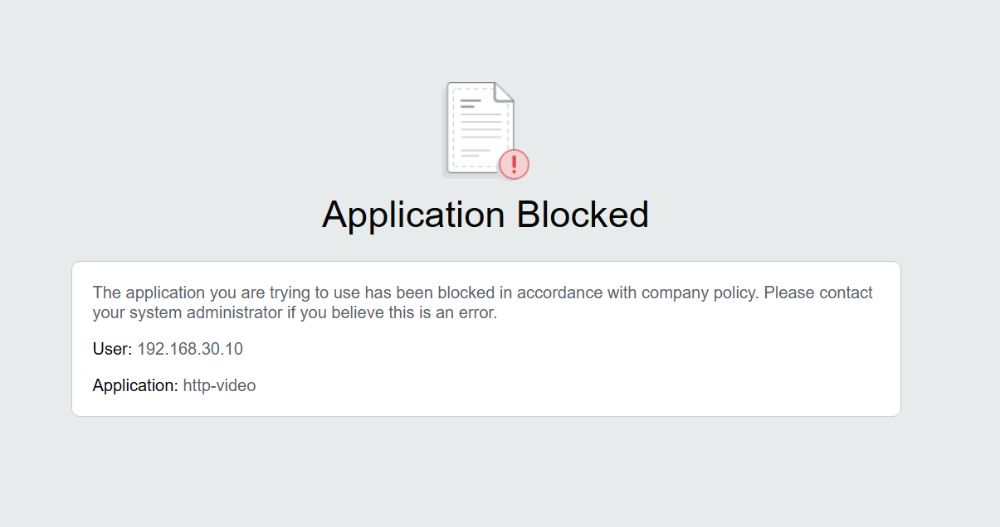 Application Blocked
The application you are trying to use has been blocked in accordance with company policy. Please contact
your system administrator if you believe this is an error.
User: 192.168.30.10
Application: http-video